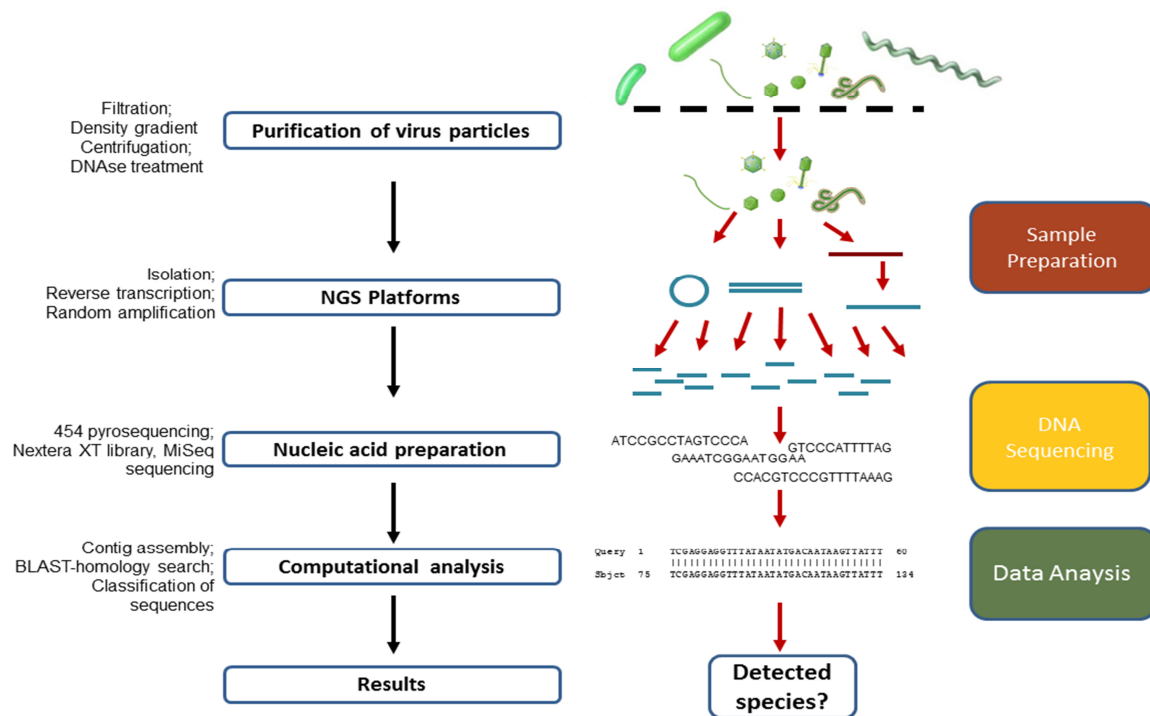 Filtration;
Density gradient
Centrifugation;
DNAse treatment
Purification of virus particles
Isolation;
Reverse transcription;
Random amplification
NGS Platforms
Sample
Preparation
454 pyrosequencing;
Nextera XT library, MiSeq
sequencing
Nucleic acid preparation
ATCCGCCTAGTCCCA
GTCCCATTTTAG
GAAATCGGAATGGAA
CCACGTCCCGTTTTAAAG
DNA
Sequencing
Contig assembly;
BLAST-homology search;
Classification of
sequences
Computational analysis
Query 1 TCGAGGAGGTTTATAATATGACAATAAGTTATTT 60
Sbjct 75 TCGAGGAGGTTTATAATATGACAATAAGTTATTT 134
Data Anaysis
Results
Detected
species?